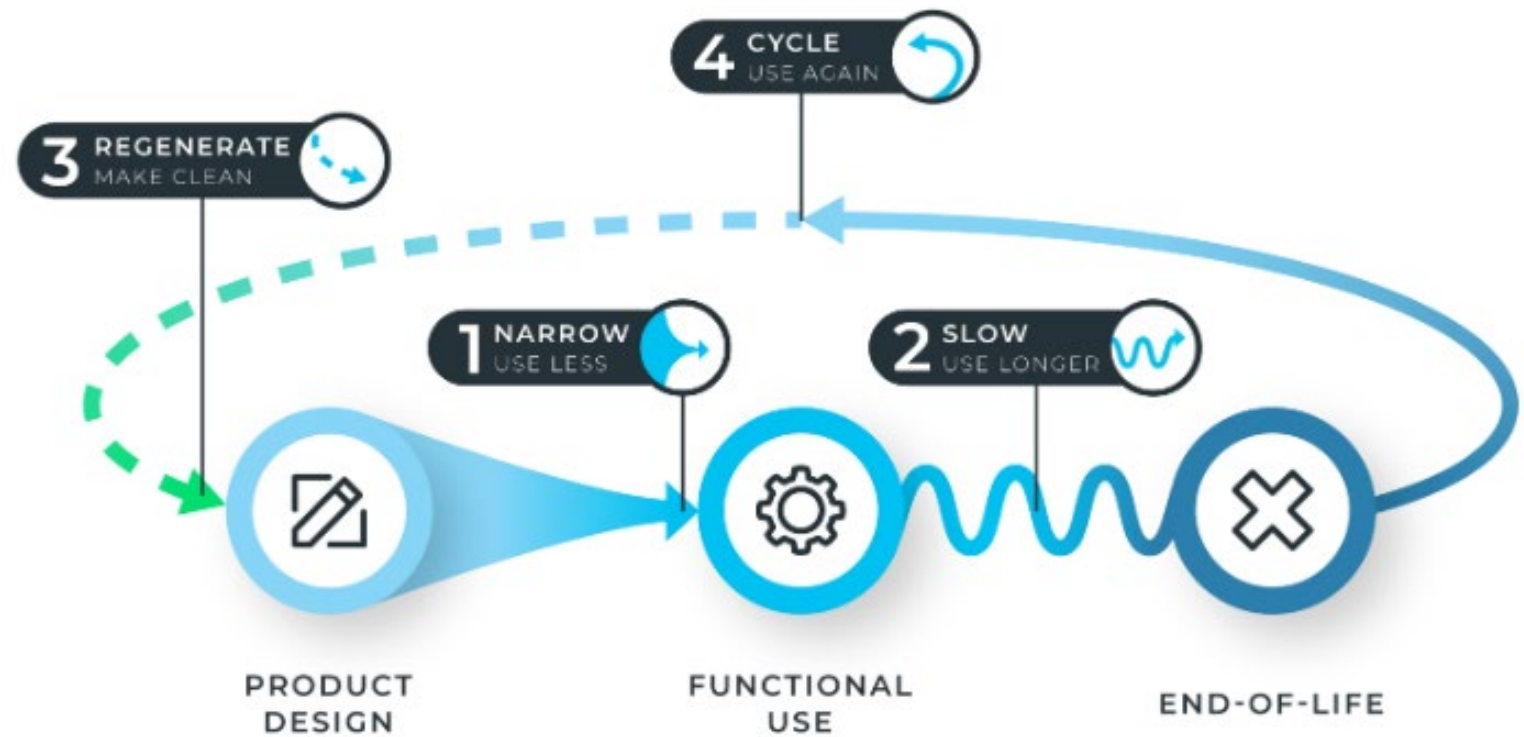 4 CYCLE
USE AGAIN
3 REGENERATE
MAKE CLEAN
1 NARROW
USE LESS
2 SLOW
USE LONGER
PRODUCT
DESIGN
FUNCTIONAL
USE
END-OF-LIFE